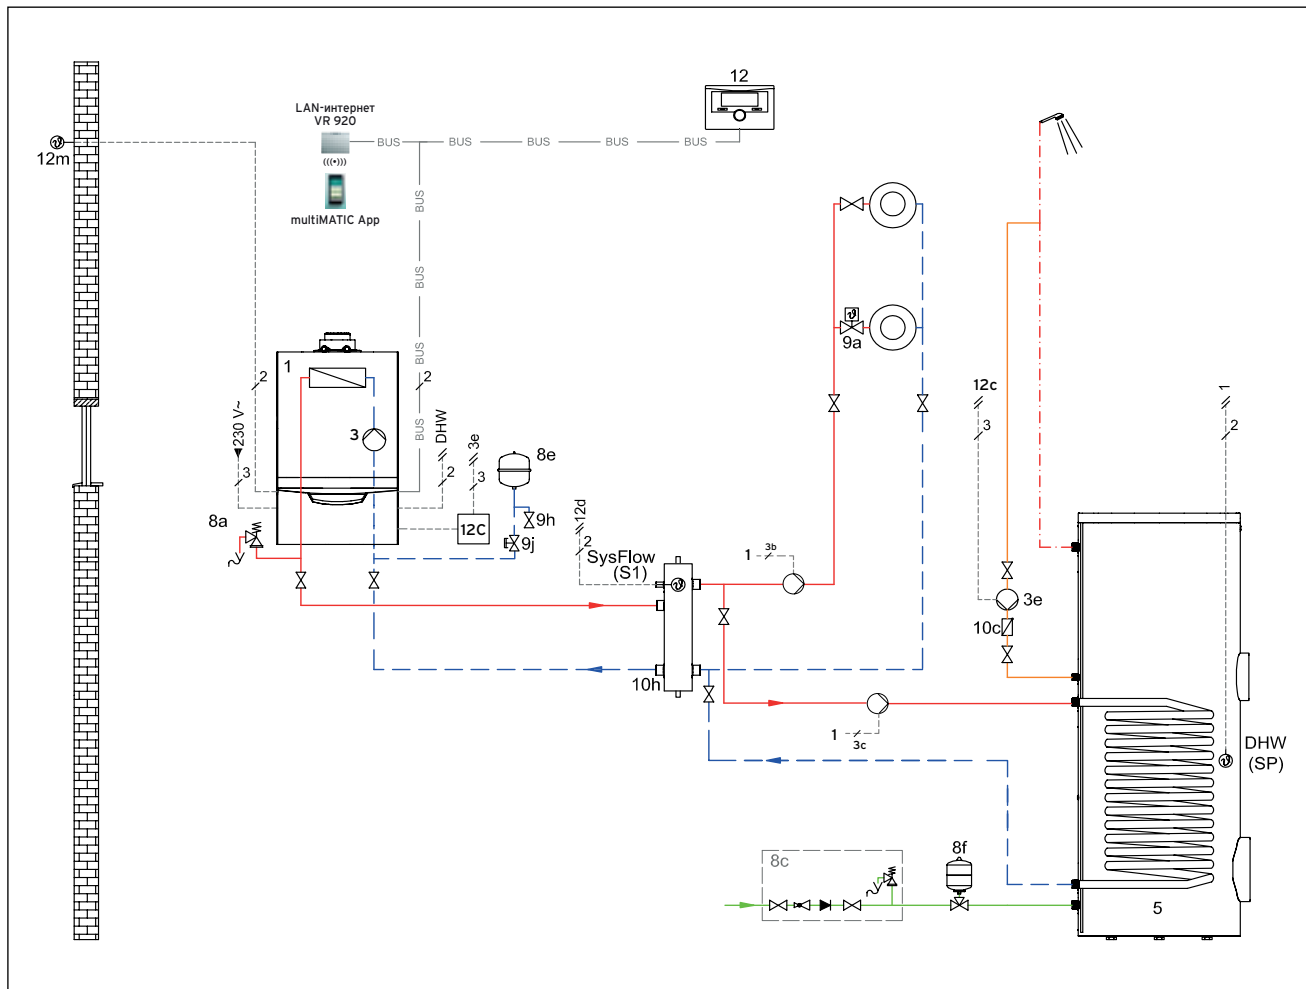 12
LAN-интернет
VR 920
BUS
BUS
BUS
BUS
BUS
12m
(((•)))
multiMATIC App
BUS
BUS
BUS
BUS
9a
1
2
2
230 V~
3
DHW
2
3e
3
3
8e
12c
3
1
2
8a
12C
9h
9j
12d
2
SysFlow
(S1)
1
3b
3e
10c
10h
1
3c
DHW
(SP)
8c
8f
5